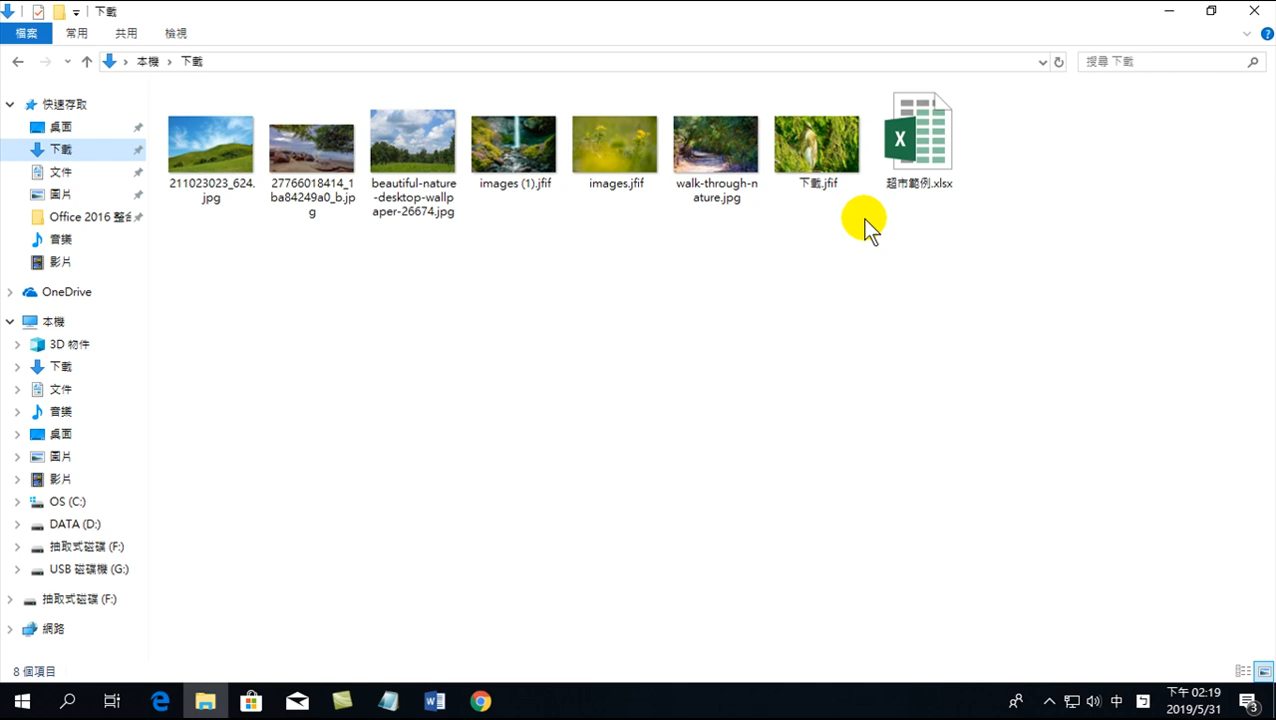 下載
檔案
常用
共用
檢視
本機
下載
搜尋 下載
快速存取
桌面
下載
文件
圖片
Office 2016 整合
音樂
影片
OneDrive
本機
3D 物件
下載
文件
音樂
桌面
圖片
影片
OS (C:)
DATA (D:)
抽取式磁碟 (F:)
USB 磁碟機 (G:)
抽取式磁碟 (F:)
網路
211023023_624.
jpg
27766018414_1
ba84249a0_b.jp
g
beautiful-nature
-desktop-wallp
aper-26674.jpg
images (1).jfif
images.jfif
walk-through-n
ature.jpg
下載.jfif
超市範例.xlsx
8 個項目
中
下午 02:19
2019/5/31
3